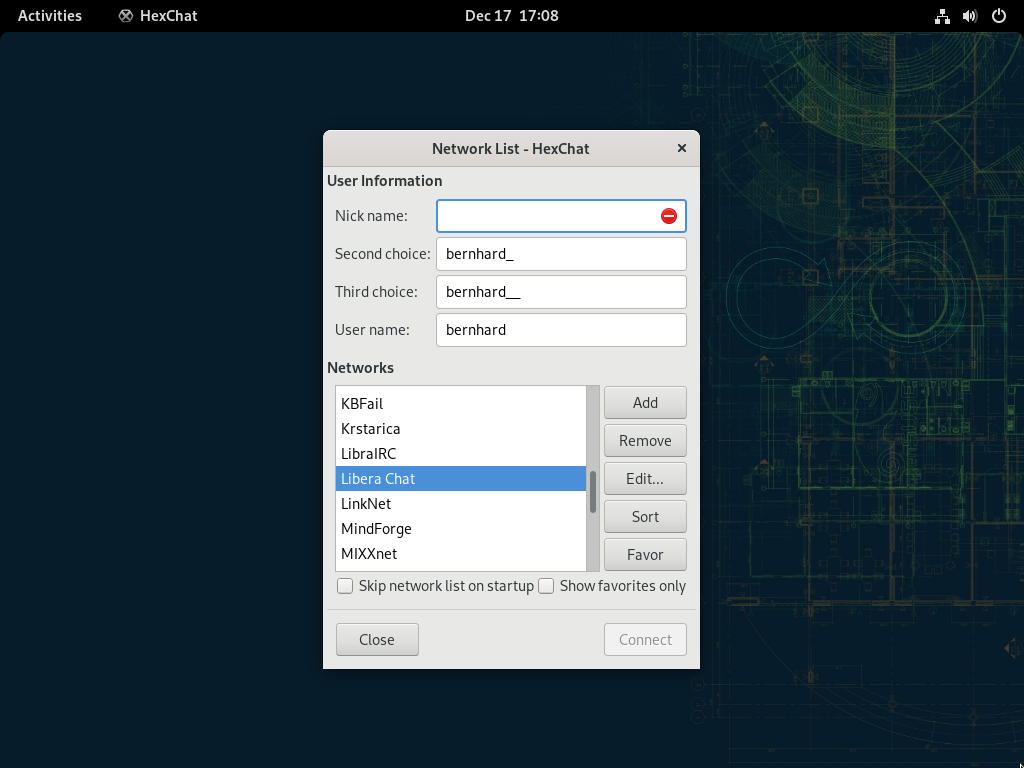 Activities HexChat Dec 17 17:08
Network List - HexChat
User Information
Nick name:
Second choice: bernhard_
Third choice: bernhard__
User name: bernhard
Networks
KBFail
Krstarica
LibraIRC
Libera Chat
LinkNet
MindForge
MIXXnet
Add
Remove
Edit...
Sort
Favor
Skip network list on startup Show favorites only
Close Connect